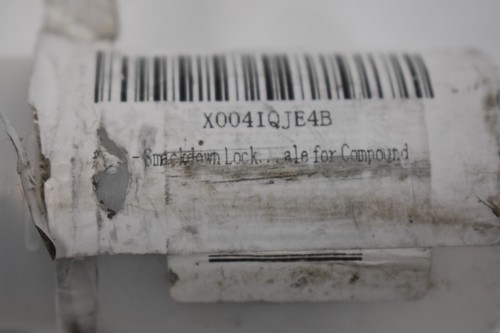 X004IQJE4B
- Smackdown Lock...ale for Compound